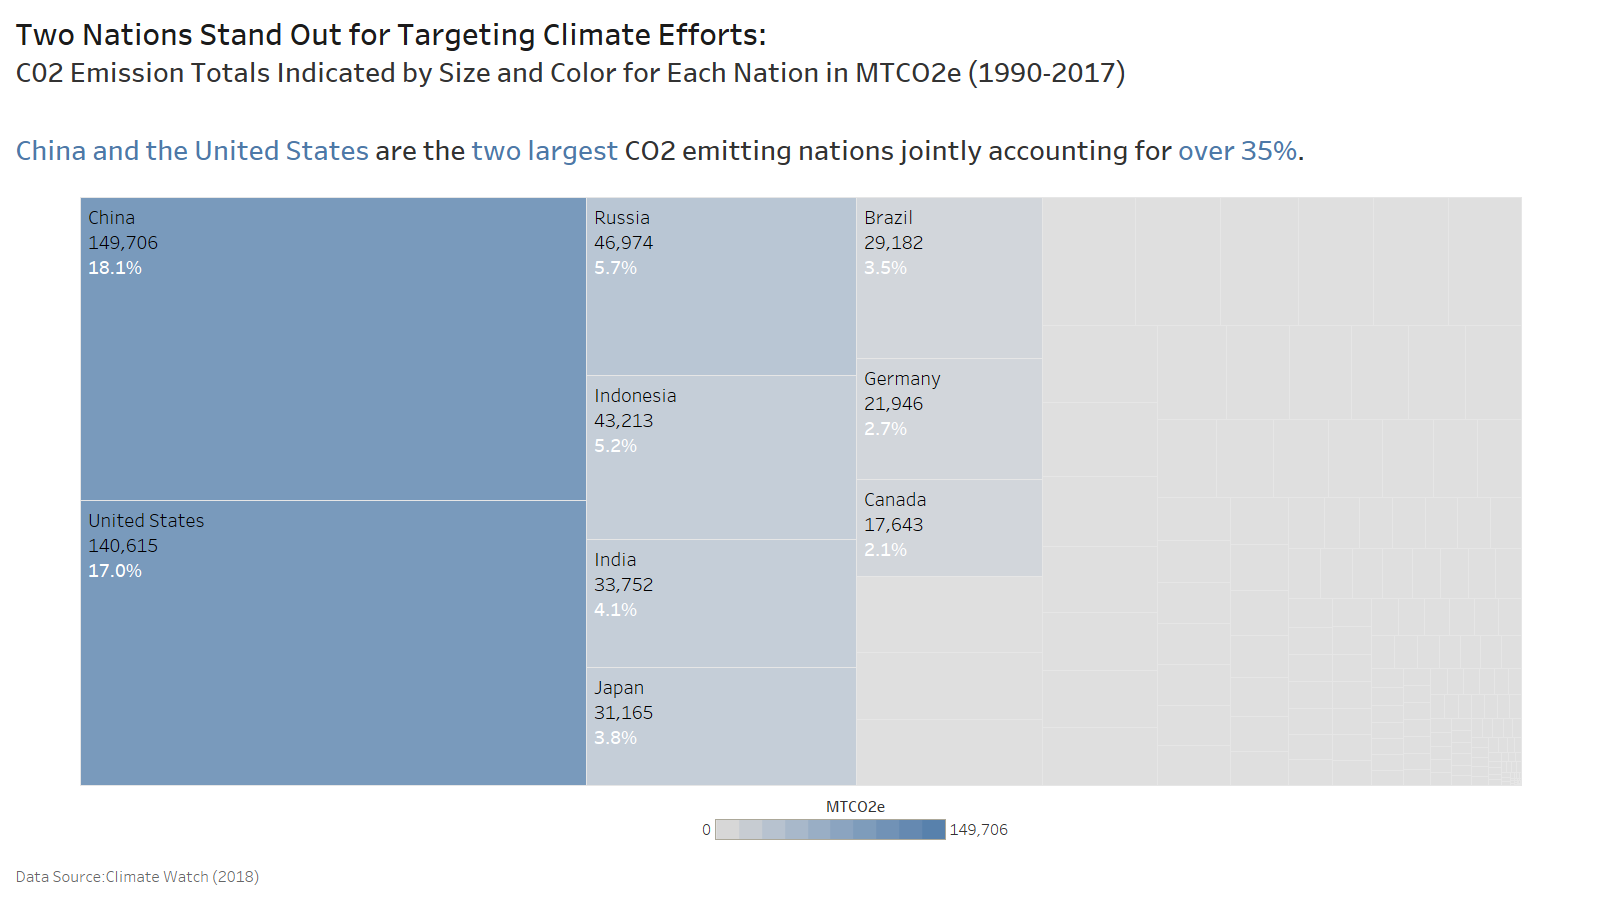 Two Nations Stand Out for Targeting Climate Efforts:
C02 Emission Totals Indicated by Size and Color for Each Nation in MTCO2e (1990-2017)
China and the United States are the two largest CO2 emitting nations jointly accounting for over 35%.
China
149,706
18.1%
United States
140,615
17.0%
Russia
46,974
5.7%
Indonesia
43,213
5.2%
India
33,752
4.1%
Japan
31,165
3.8%
Brazil
29,182
3.5%
Germany
21,946
2.7%
Canada
17,643
2.1%
MTCO2e
0
149,706
Data Source:Climate Watch (2018)